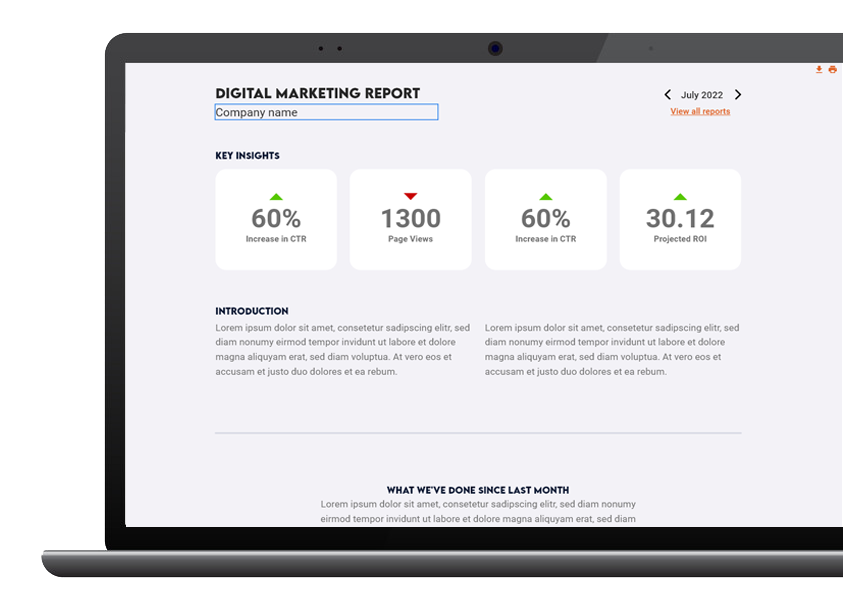 DIGITAL MARKETING REPORT
Company name
July 2022
View all reports
KEY INSIGHTS
60%
Increase in CTR
1300
Page Views
60%
Increase in CTR
30.12
Projected ROI
INTRODUCTION
Lorem ipsum dolor sit amet, consetetur sadipscing elitr, sed
diam nonumy eirmod tempor invidunt ut labore et dolore
magna aliquyam erat, sed diam voluptua. At vero eos et
accusam et justo duo dolores et ea rebum.
Lorem ipsum dolor sit amet, consetetur sadipscing elitr, sed
diam nonumy eirmod tempor invidunt ut labore et dolore
magna aliquyam erat, sed diam voluptua. At vero eos et
accusam et justo duo dolores et ea rebum.
WHAT WE'VE DONE SINCE LAST MONTH
Lorem ipsum dolor sit amet, consetetur sadipscing elitr, sed diam nonumy
eirmod tempor invidunt ut labore et dolore magna aliquyam erat, sed diam